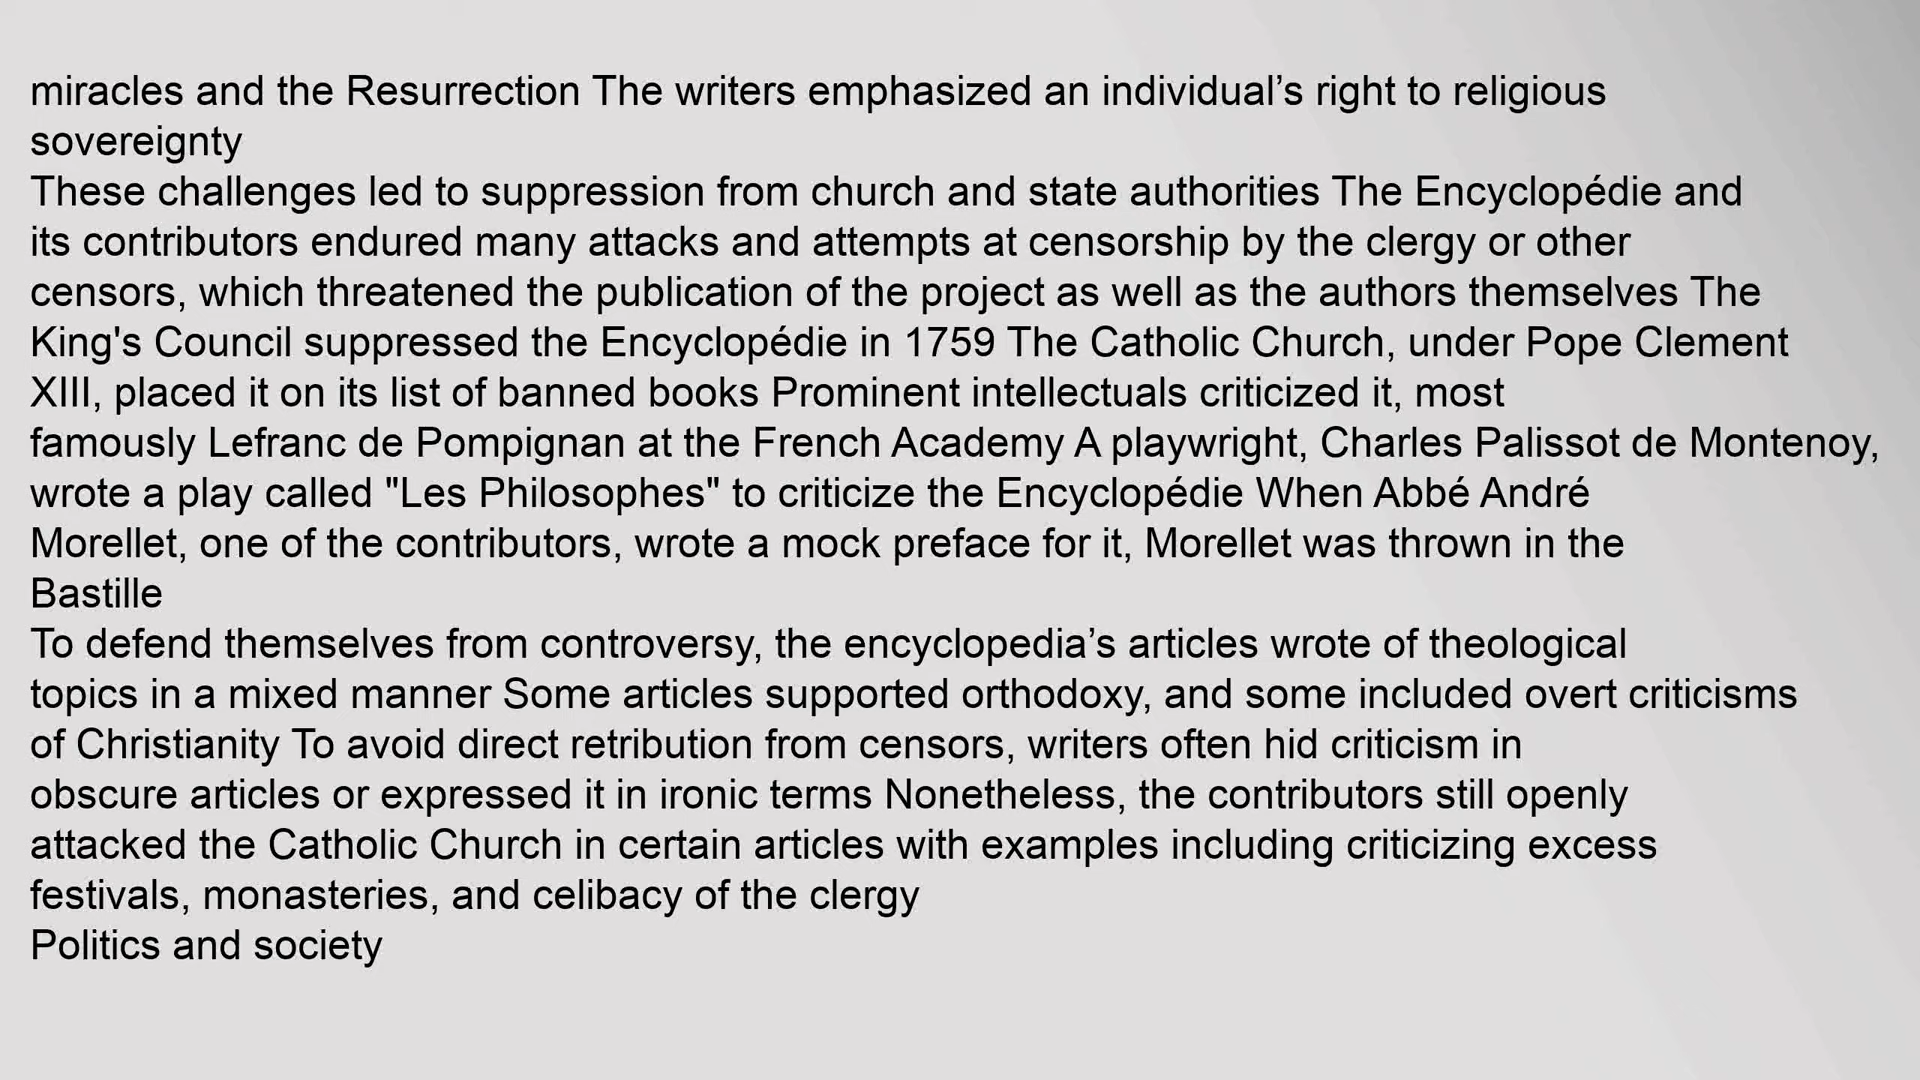 miracles and the Resurrection The writers emphasized an individual’s right to religious
sovereignty
These challenges led to suppression from church and state authorities The Encyclopédie and
its contributors endured many attacks and attempts at censorship by the clergy or other
censors, which threatened the publication of the project as well as the authors themselves The
King's Council suppressed the Encyclopédie in 1759 The Catholic Church, under Pope Clement
XIII, placed it on its list of banned books Prominent intellectuals criticized it, most
famously Lefranc de Pompignan at the French Academy A playwright, Charles Palissot de Montenoy,
wrote a play called "Les Philosophes" to criticize the Encyclopédie When Abbé André
Morellet, one of the contributors, wrote a mock preface for it, Morellet was thrown in the
Bastille
To defend themselves from controversy, the encyclopedia’s articles wrote of theological
topics in a mixed manner Some articles supported orthodoxy, and some included overt criticisms
of Christianity To avoid direct retribution from censors, writers often hid criticism in
obscure articles or expressed it in ironic terms Nonetheless, the contributors still openly
attacked the Catholic Church in certain articles with examples including criticizing excess
festivals, monasteries, and celibacy of the clergy
Politics and society